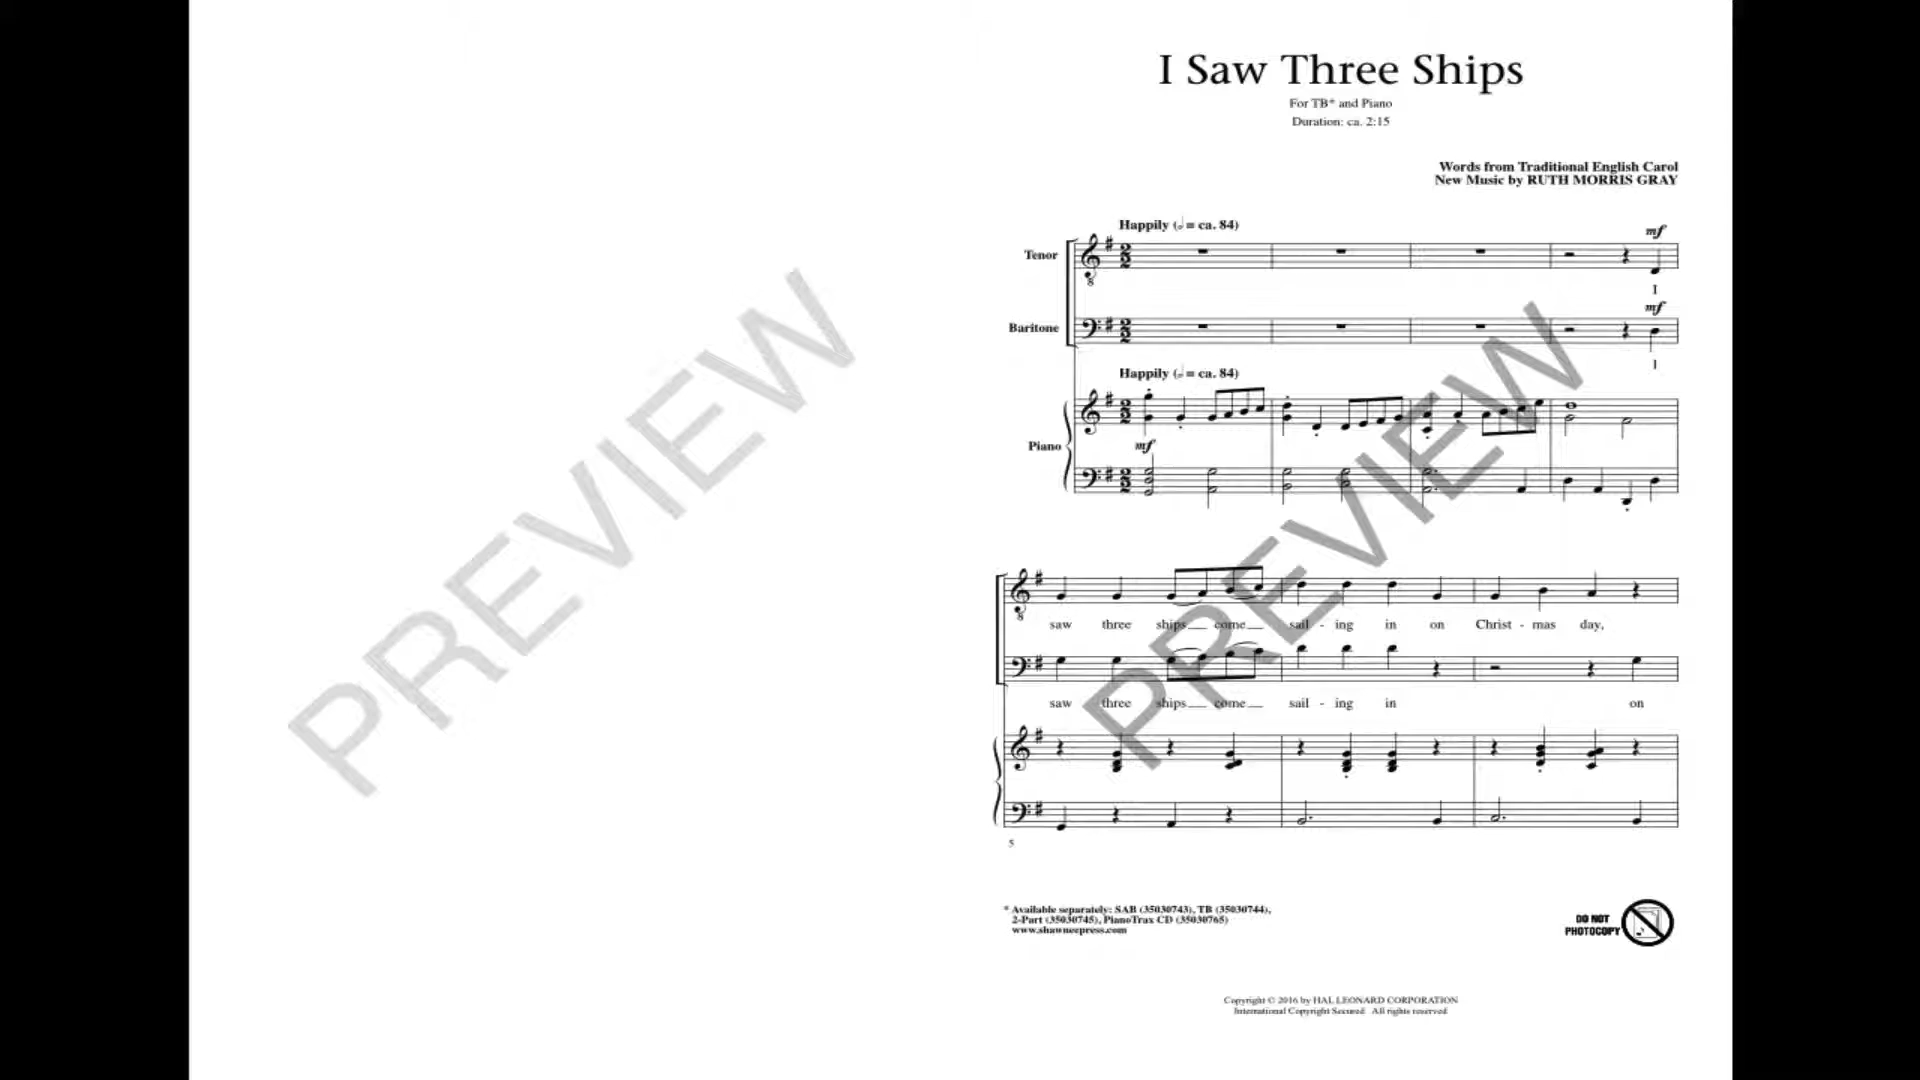 PREVIEW
I Saw Three Ships
For TB* and Piano
Duration: ca. 2:15
Words from Traditional English Carol
New Music by RUTH MORRIS GRAY
Happily (𝅗𝅥 = ca. 84)
mf
Tenor
I
mf
Baritone
I
Happily (𝅗𝅥 = ca. 84)
Piano
mf
PREVIEW
saw three ships come sail - ing in on Christ - mas day,
saw three ships come sail - ing in on
5
* Available separately: SAB (35030743), TB (35030744),
2-Part (35030745), PianoTrax CD (35030765)
www.shawneepress.com
DO NOT
PHOTOCOPY
Copyright © 2016 by HAL LEONARD CORPORATION
International Copyright Secured All rights reserved